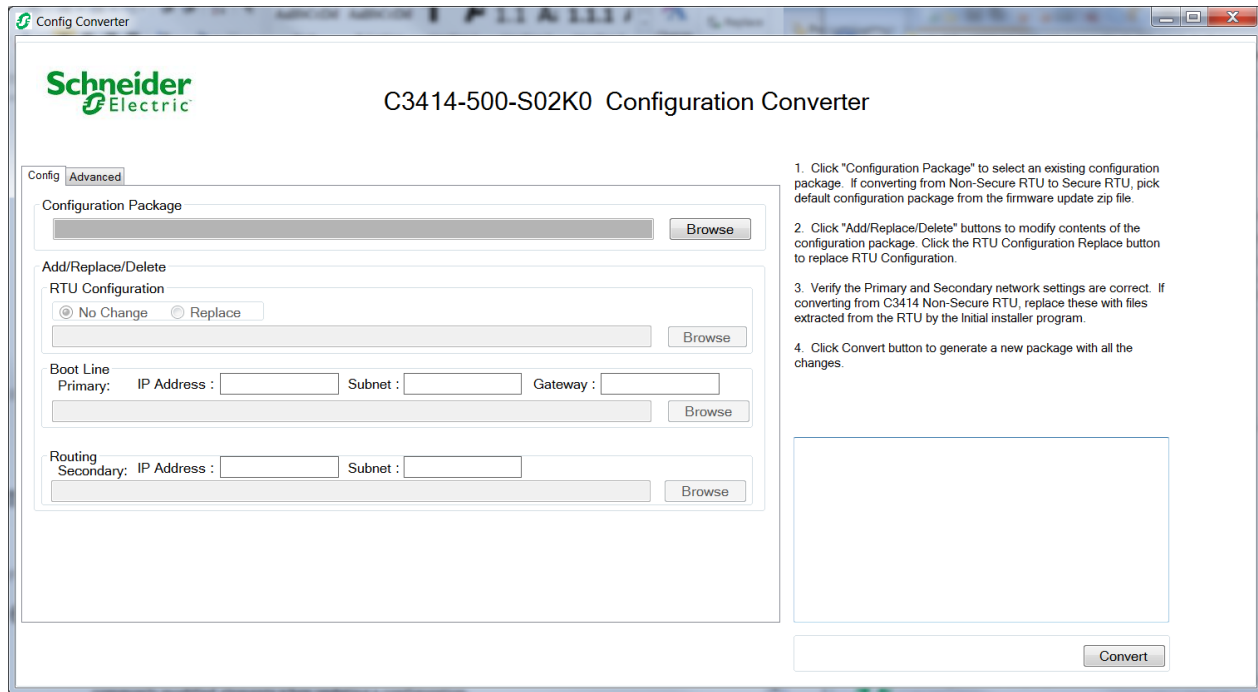 Config Converter
Schneider
Electric
C3414-500-S02K0 Configuration Converter
Config
Advanced
Configuration Package
Browse
Add/Replace/Delete
RTU Configuration
No Change
Replace
Browse
Boot Line
Primary: IP Address : Subnet : Gateway :
Browse
Routing
Secondary: IP Address : Subnet :
Browse
1. Click "Configuration Package" to select an existing configuration
package. If converting from Non-Secure RTU to Secure RTU, pick
default configuration package from the firmware update zip file.
2. Click "Add/Replace/Delete" buttons to modify contents of the
configuration package. Click the RTU Configuration Replace button
to replace RTU Configuration.
3. Verify the Primary and Secondary network settings are correct. If
converting from C3414 Non-Secure RTU, replace these with files
extracted from the RTU by the Initial installer program.
4. Click Convert button to generate a new package with all the
changes.
Convert